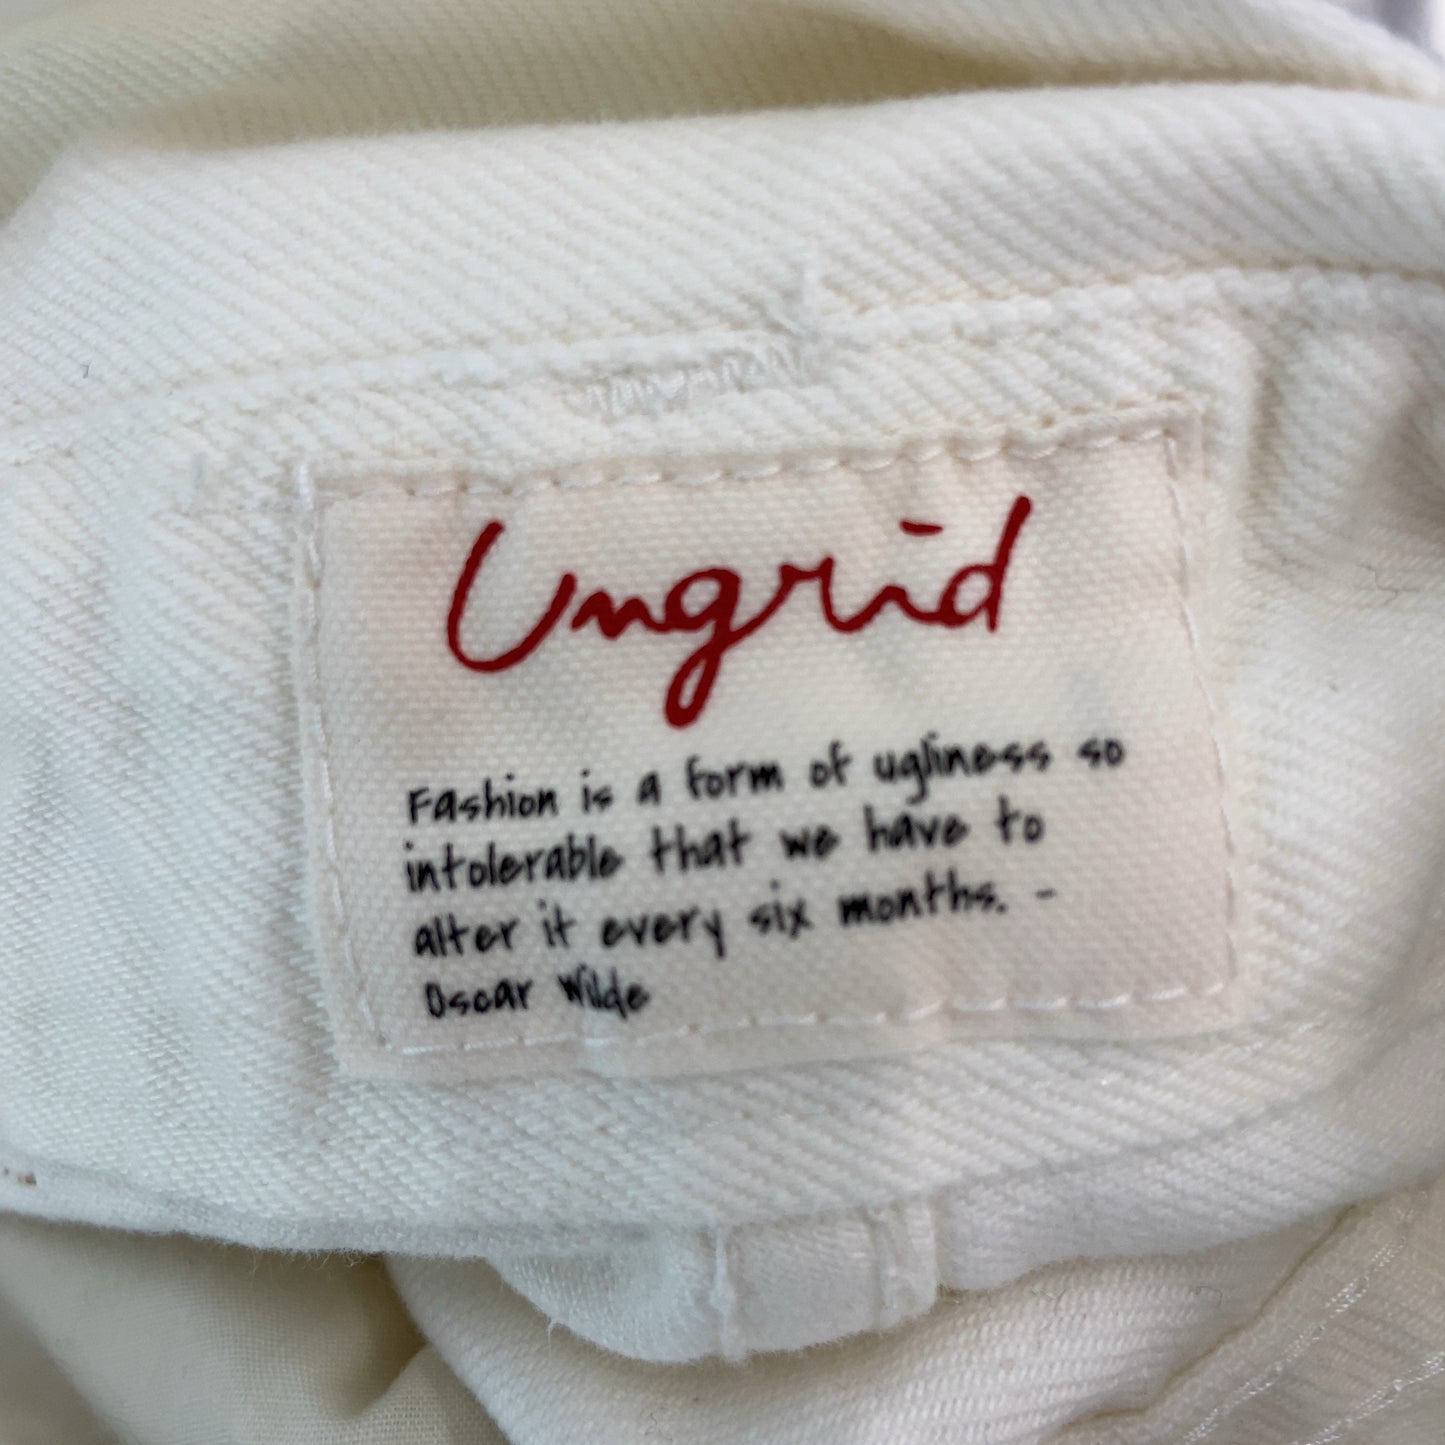 Ungrid
Fashion is a form of ugliness so
intolerable that we have to
alter it every six months. -
Oscar Wilde